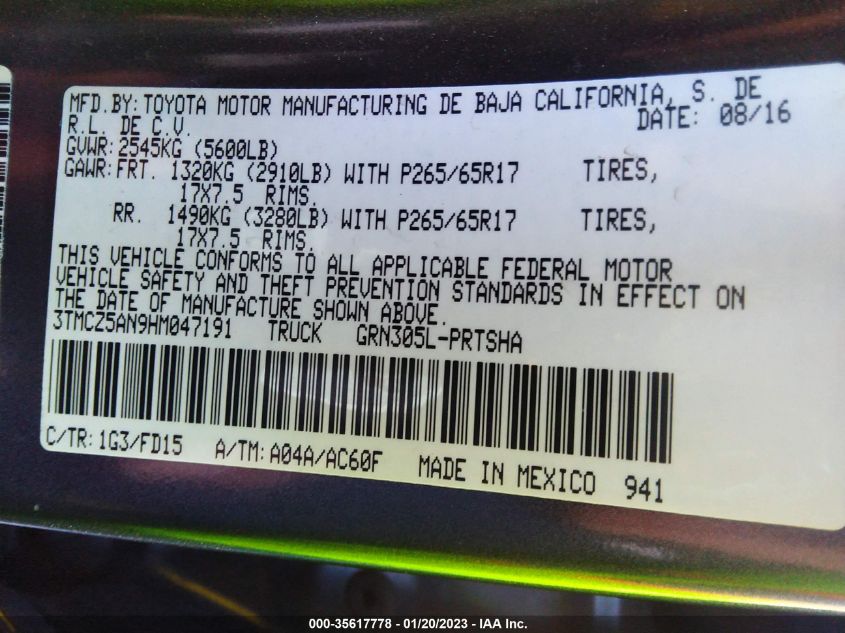 MFD.BY: TOYOTA MOTOR MANUFACTURING DE BAJA CALIFORNIA, S. DE
R.L. DE C.V. DATE: 08/16
GVWR: 2545KG (5600LB)
GAWR: FRT. 1320KG (2910LB) WITH P265/65R17 TIRES,
17X7.5 RIMS.
RR. 1490KG (3280LB) WITH P265/65R17 TIRES,
17X7.5 RIMS.
THIS VEHICLE CONFORMS TO ALL APPLICABLE FEDERAL MOTOR
VEHICLE SAFETY AND THEFT PREVENTION STANDARDS IN EFFECT ON
THE DATE OF MANUFACTURE SHOWN ABOVE.
3TMCZ5AN9HM047191 TRUCK GRN305L-PRTSHA
C/TR: 1G3/FD15 A/TM: A04A/AC60F MADE IN MEXICO 941
000-35617778 - 01/20/2023 - IAA Inc.